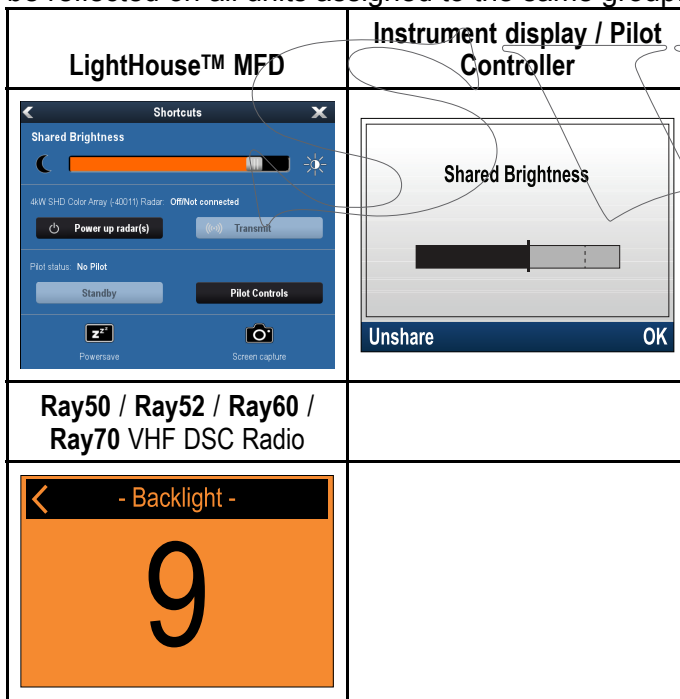 be reflected on all units assigned to the same group
LightHouse™ MFD
Instrument display / Pilot
Controller
Shortcuts
Shared Brightness
4kW SHD Color Array (-40011) Radar: Off/Not connected
Power up radar(s)
Transmit
Pilot status: No Pilot
Standby
Pilot Controls
zzz
Powersave
Screen capture
Shared Brightness
Unshare
OK
Ray50 / Ray52 / Ray60 /
Ray70 VHF DSC Radio
- Backlight -
9